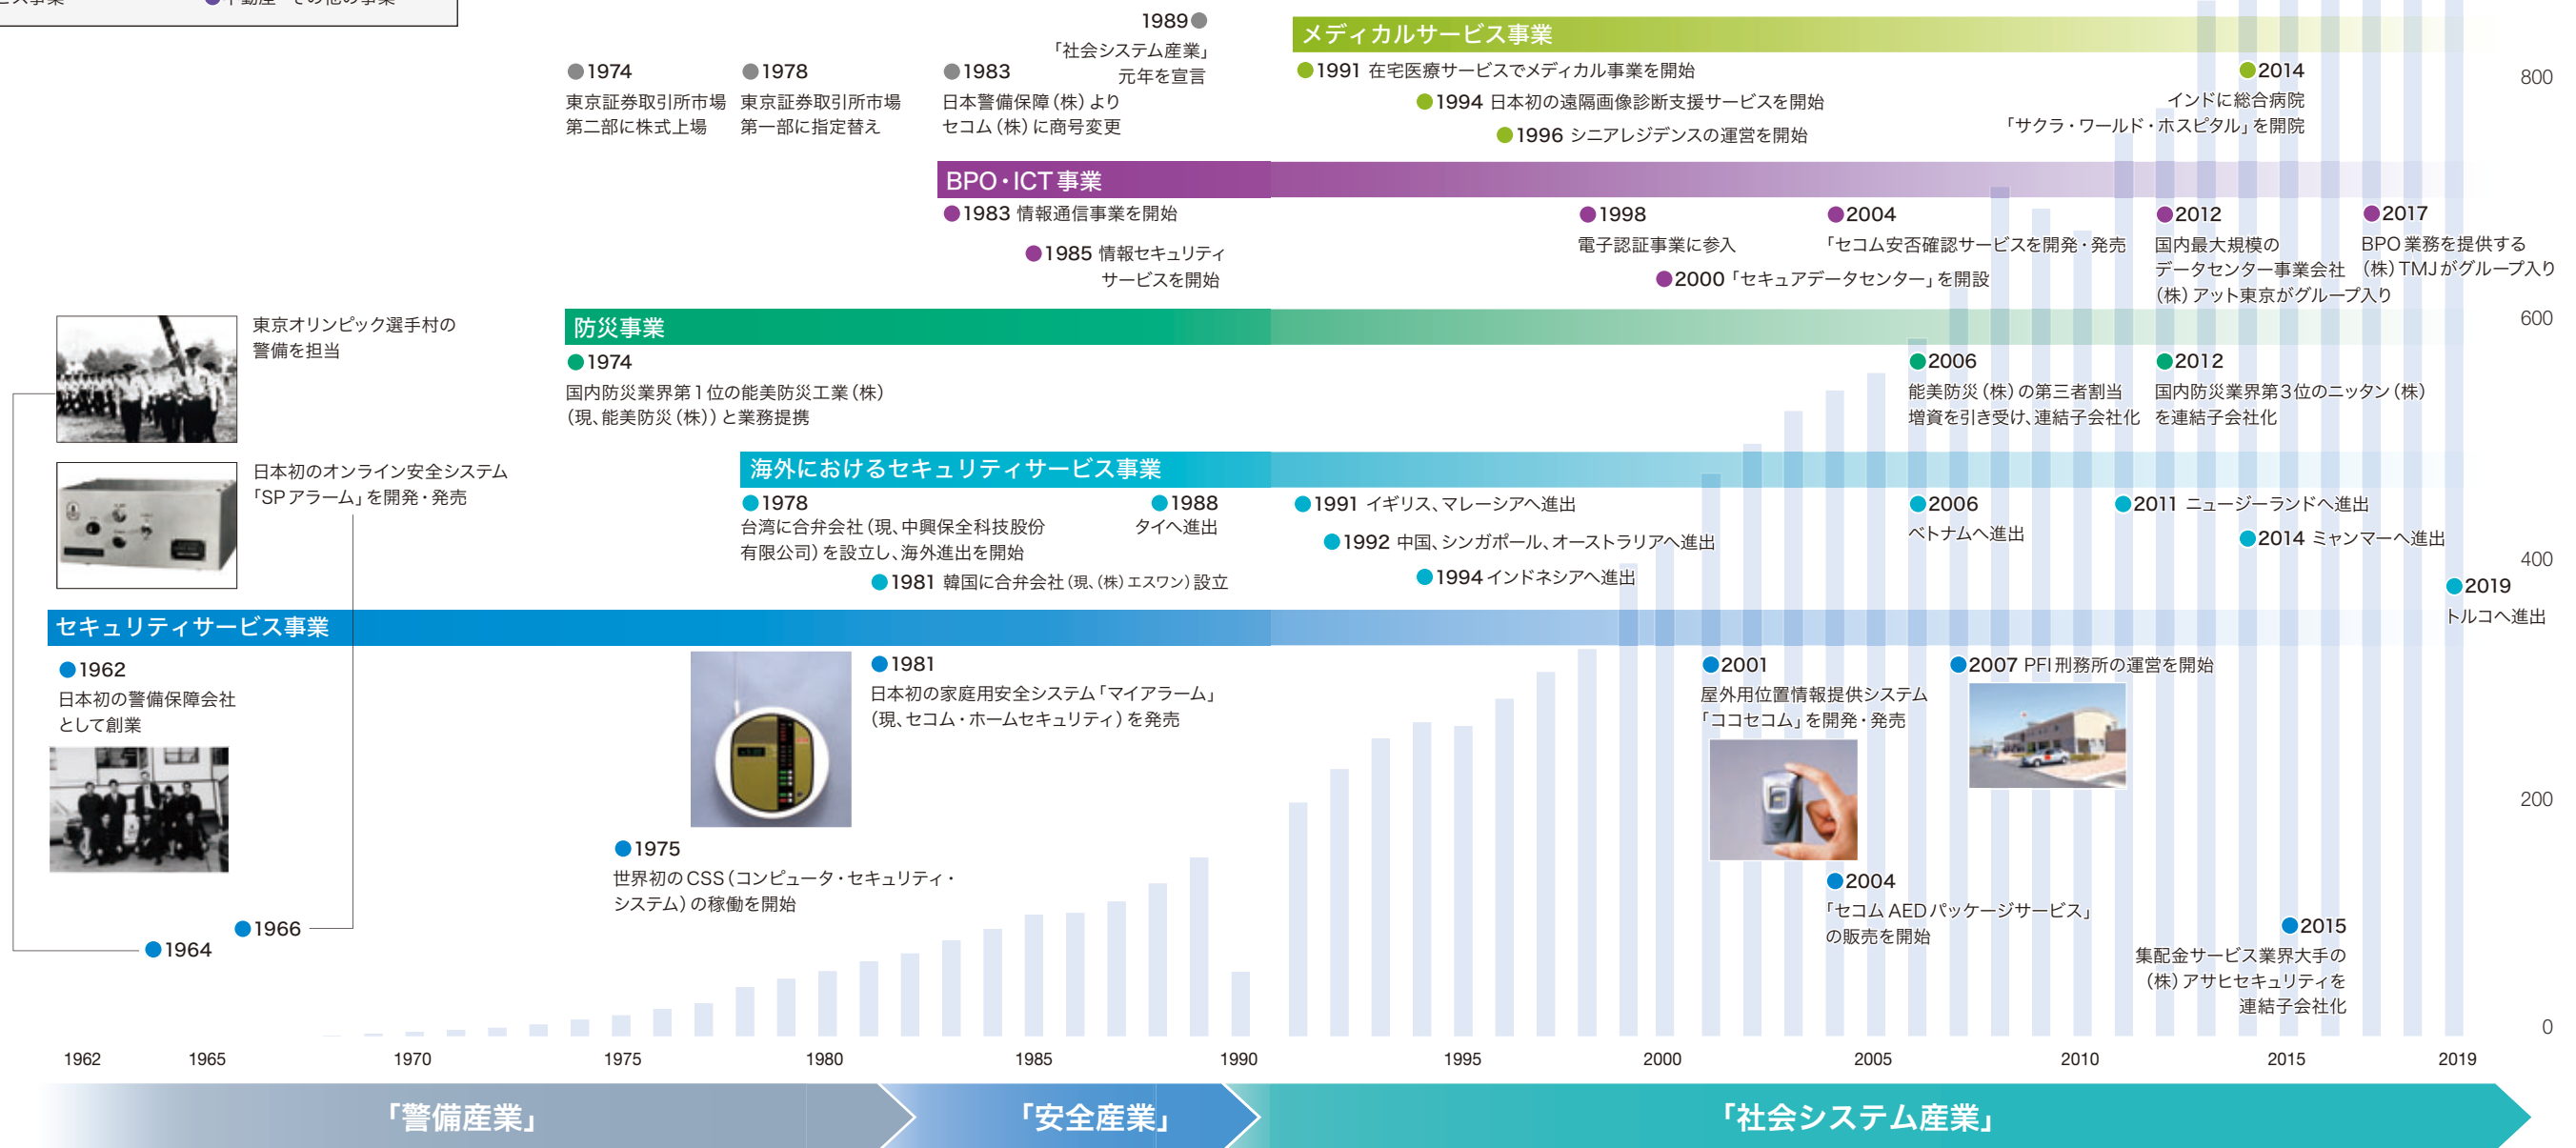 ビス事業
●不動産・その他の事業
1989
「社会システム産業」
元年を宣言
1974
東京証券取引所市場
第二部に株式上場
1978
東京証券取引所市場
第一部に指定替え
1983
日本警備保障（株）より
セコム（株）に商号変更
メディカルサービス事業
1991 在宅医療サービスでメディカル事業を開始
1994 日本初の遠隔画像診断支援サービスを開始
1996 シニアレジデンスの運営を開始
2014
インドに総合病院
「サクラ・ワールド・ホスピタル」を開院
BPO・ICT事業
1983 情報通信事業を開始
1985 情報セキュリティ
サービスを開始
1998
電子認証事業に参入
2000「セキュアデータセンター」を開設
2004
「セコム安否確認サービスを開発・発売
2012
国内最大規模の
データセンター事業会社
（株）アット東京がグループ入り
2017
BPO業務を提供する
（株）TMJがグループ入り
防災事業
1974
国内防災業界第1位の能美防災工業（株）
（現、能美防災（株））と業務提携
2006
能美防災（株）の第三者割当
増資を引き受け、連結子会社化
2012
国内防災業界第3位のニッタン（株）
を連結子会社化
東京オリンピック選手村の
警備を担当
日本初のオンライン安全システム
「SPアラーム」を開発・発売
海外におけるセキュリティサービス事業
1978
台湾に合弁会社（現、中興保全科技股份
有限公司）を設立し、海外進出を開始
1981 韓国に合弁会社（現、（株）エスワン）設立
1988
タイへ進出
1991 イギリス、マレーシアへ進出
1992 中国、シンガポール、オーストラリアへ進出
1994 インドネシアへ進出
2006
ベトナムへ進出
2011 ニュージーランドへ進出
2014 ミャンマーへ進出
2019
トルコへ進出
セキュリティサービス事業
1962
日本初の警備保障会社
として創業
1964
1966
1975
世界初のCSS（コンピュータ・セキュリティ・
システム）の稼働を開始
1981
日本初の家庭用安全システム「マイアラーム」
（現、セコム・ホームセキュリティ）を発売
2001
屋外用位置情報提供システム
「ココセコム」を開発・発売
2004
「セコムAEDパッケージサービス」
の販売を開始
2007 PFI刑務所の運営を開始
2015
集配金サービス業界大手の
（株）アサヒセキュリティを
連結子会社化
800
600
400
200
0
1962
1965
1970
1975
1980
1985
1990
1995
2000
2005
2010
2015
2019
「警備産業」
「安全産業」
「社会システム産業」